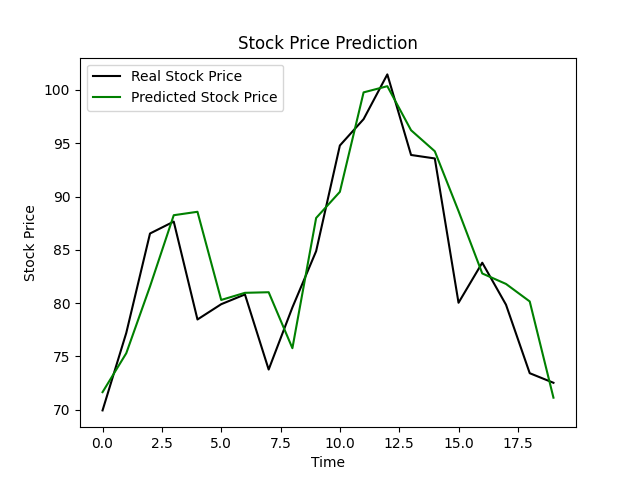 Stock Price Prediction
Real Stock Price
Predicted Stock Price
100
95
90
85
80
75
70
Stock Price
0.0 2.5 5.0 7.5 10.0 12.5 15.0 17.5
Time